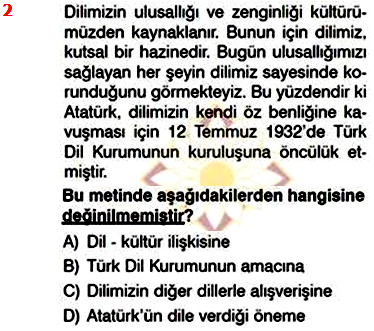 2
Dilimizin ulusallığı ve zenginliği kültürü-
müzden kaynaklanır. Bunun için dilimiz,
kutsal bir hazinedir. Bugün ulusallığımızı
sağlayan her şeyin dilimiz sayesinde ko-
runduğunu görmekteyiz. Bu yüzdendir ki
Atatürk, dilimizin kendi öz benliğine ka-
vuşması için 12 Temmuz 1932'de Türk
Dil Kurumunun kuruluşuna öncülük et-
miştir.
Bu metinde aşağıdakilerden hangisine
değinilmemiştir?
A) Dil - kültür ilişkisine
B) Türk Dil Kurumunun amacına
C) Dilimizin diğer dillerle alışverişine
D) Atatürk'ün dile verdiği öneme